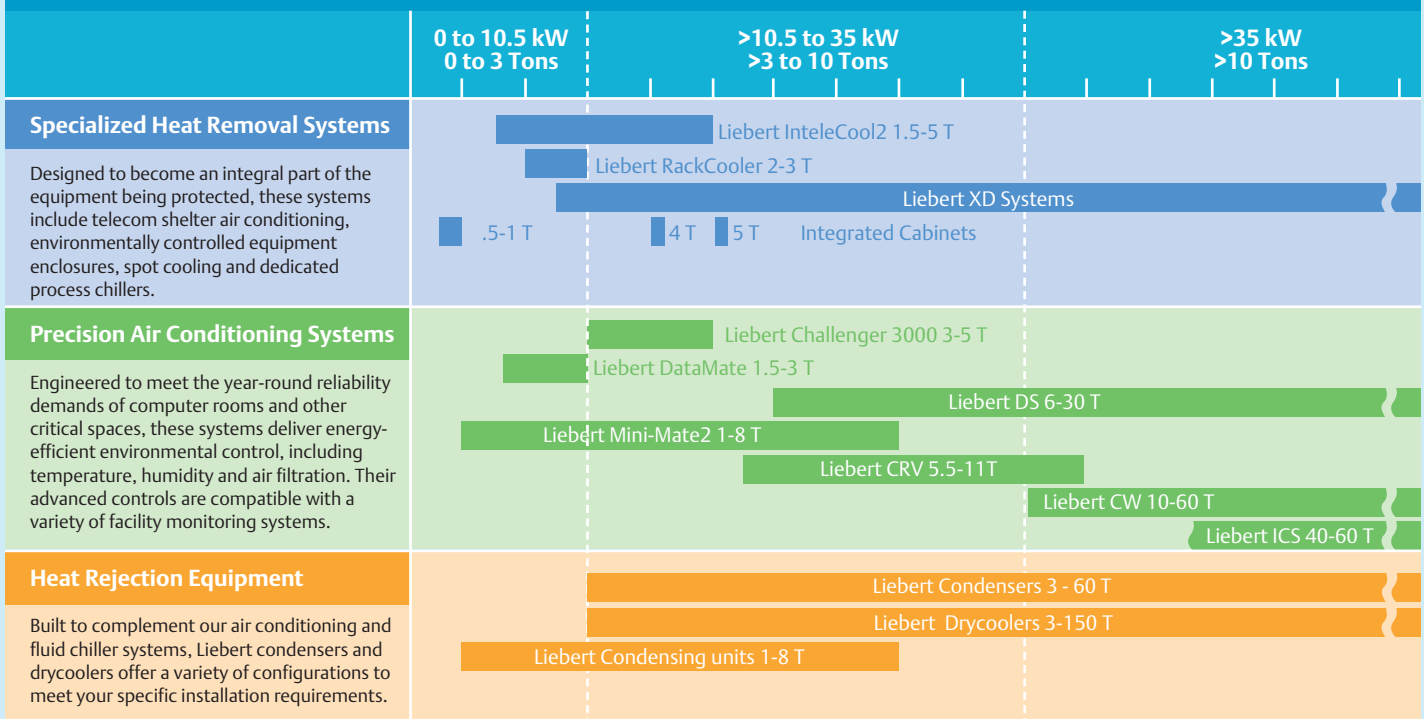 0 to 10.5 kW
0 to 3 Tons
>10.5 to 35 kW
>3 to 10 Tons
>35 kW
>10 Tons
Specialized Heat Removal Systems
Designed to become an integral part of the
equipment being protected, these systems
include telecom shelter air conditioning,
environmentally controlled equipment
enclosures, spot cooling and dedicated
process chillers.
Liebert InteleCool2 1.5-5 T
Liebert RackCooler 2-3 T
Liebert XD Systems
.5-1 T
4 T
5 T
Integrated Cabinets
Precision Air Conditioning Systems
Engineered to meet the year-round reliability
demands of computer rooms and other
critical spaces, these systems deliver energy-
efficient environmental control, including
temperature, humidity and air filtration. Their
advanced controls are compatible with a
variety of facility monitoring systems.
Liebert Challenger 3000 3-5 T
Liebert DataMate 1.5-3 T
Liebert DS 6-30 T
Liebert Mini-Mate2 1-8 T
Liebert CRV 5.5-11T
Liebert CW 10-60 T
Liebert ICS 40-60 T
Heat Rejection Equipment
Built to complement our air conditioning and
fluid chiller systems, Liebert condensers and
drycoolers offer a variety of configurations to
meet your specific installation requirements.
Liebert Condensers 3 - 60 T
Liebert Drycoolers 3-150 T
Liebert Condensing units 1-8 T